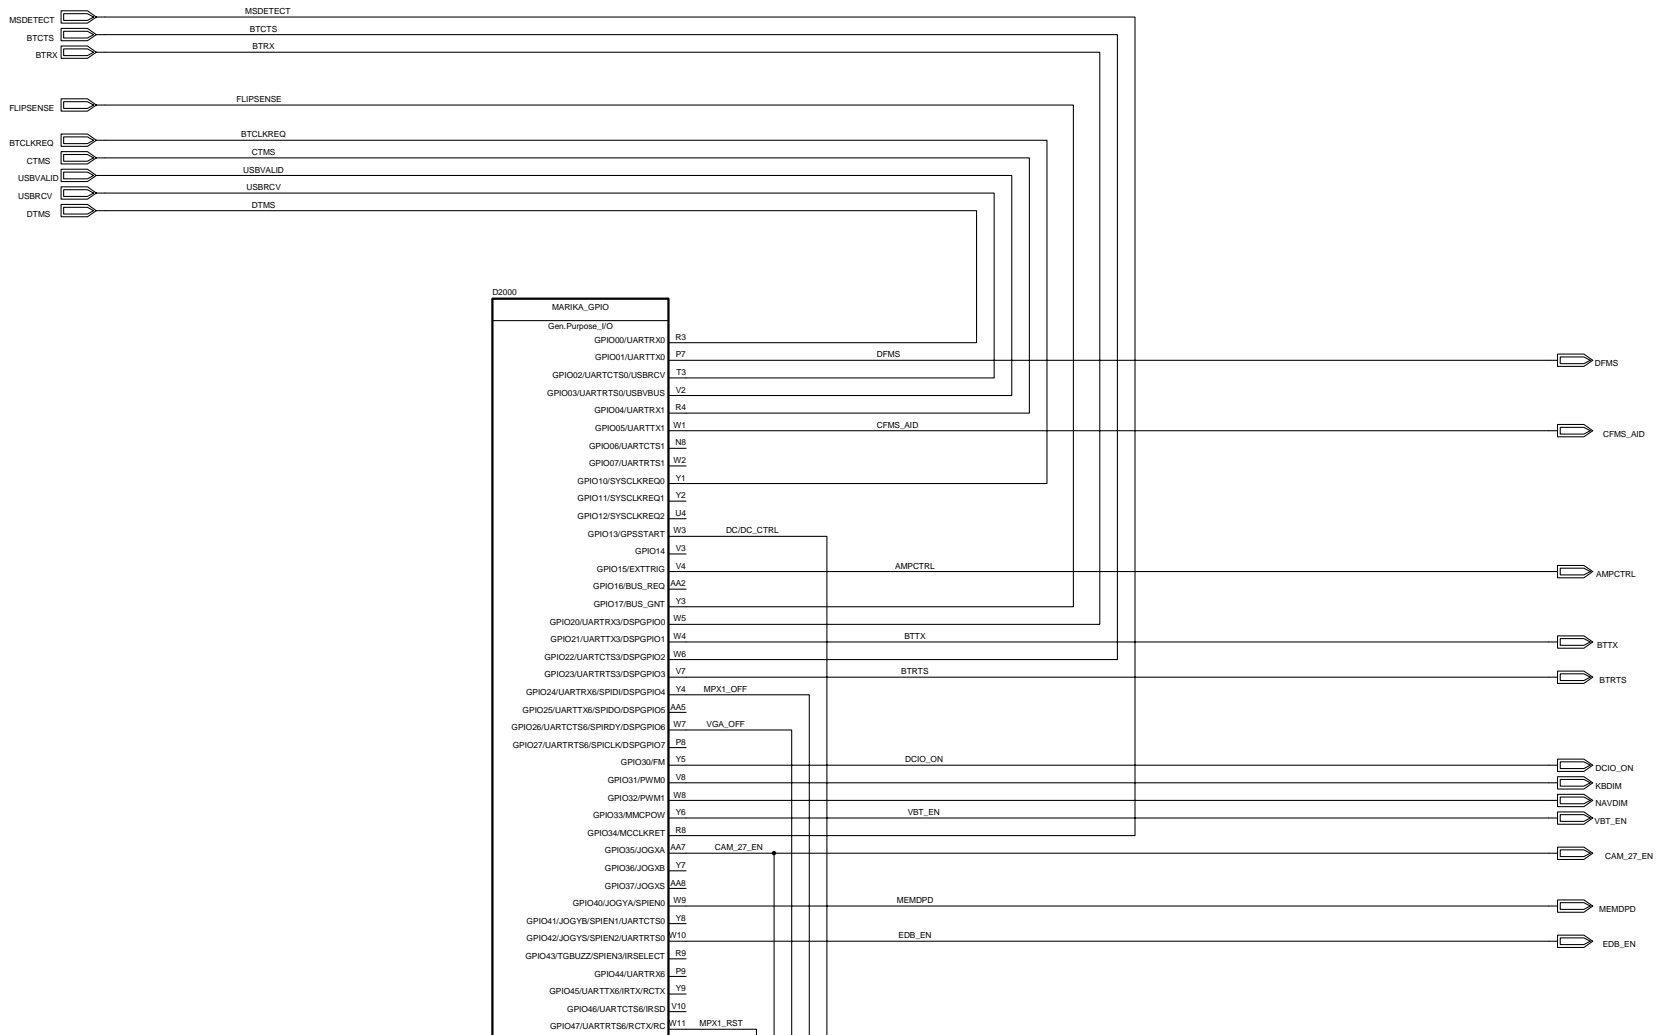 MSDETECT MSDETECT
BTCTS BTCTS
BTRX BTRX
FLIPSENSE FLIPSENSE
BTCLKREQ BTCLKREQ
CTMS CTMS
USBVALID USBVALID
USBRCV USBRCV
DTMS DTMS
D2000
MARIKA_GPIO
Gen.Purpose_I/O
GPIO00/UARTRX0 R3
GPIO01/UARTTX0 P7 DFMS DFMS
GPIO02/UARTCTS0/USBRCV T3
GPIO03/UARTRTS0/USBVBUS V2
GPIO04/UARTRX1 R4
GPIO05/UARTTX1 W1 CFMS_AID CFMS_AID
GPIO06/UARTCTS1 N8
GPIO07/UARTRTS1 W2
GPIO10/SYSCLKREQ0 Y1
GPIO11/SYSCLKREQ1 Y2
GPIO12/SYSCLKREQ2 U4
GPIO13/GPSSTART W3 DC/DC_CTRL
GPIO14 V3
GPIO15/EXTTRIG V4 AMPCTRL AMPCTRL
GPIO16/BUS_REQ AA2
GPIO17/BUS_GNT Y3
GPIO20/UARTRX3/DSPGPIO0 W5
GPIO21/UARTTX3/DSPGPIO1 W4 BTTX BTTX
GPIO22/UARTCTS3/DSPGPIO2 W6
GPIO23/UARTRTS3/DSPGPIO3 V7 BTRTS BTRTS
GPIO24/UARTRX6/SPIDI/DSPGPIO4 Y4 MPX1_OFF
GPIO25/UARTTX6/SPIDO/DSPGPIO5 AA5
GPIO26/UARTCTS6/SPIRDY/DSPGPIO6 W7 VGA_OFF
GPIO27/UARTRTS6/SPICLK/DSPGPIO7 P8
GPIO30/FM Y5 DCIO_ON DCIO_ON
GPIO31/PWM0 V8 KBDIM
GPIO32/PWM1 W8 NAVDIM
GPIO33/MMCPOW Y6 VBT_EN VBT_EN
GPIO34/MCCLKRET R8
GPIO35/JOGXA AA7 CAM_27_EN CAM_27_EN
GPIO36/JOGXB Y7
GPIO37/JOGXS AA8
GPIO40/JOGYA/SPIEN0 W9 MEMDPD MEMDPD
GPIO41/JOGYB/SPIEN1/UARTCTS0 Y8
GPIO42/JOGYS/SPIEN2/UARTRTS0 W10 EDB_EN EDB_EN
GPIO43/TGBUZZ/SPIEN3/IRSELECT R9
GPIO44/UARTRX6 P9
GPIO45/UARTTX6/IRTX/RCTX Y9
GPIO46/UARTCTS6/IRSD V10
GPIO47/UARTRTS6/RCTX/RC W11 MPX1_RST